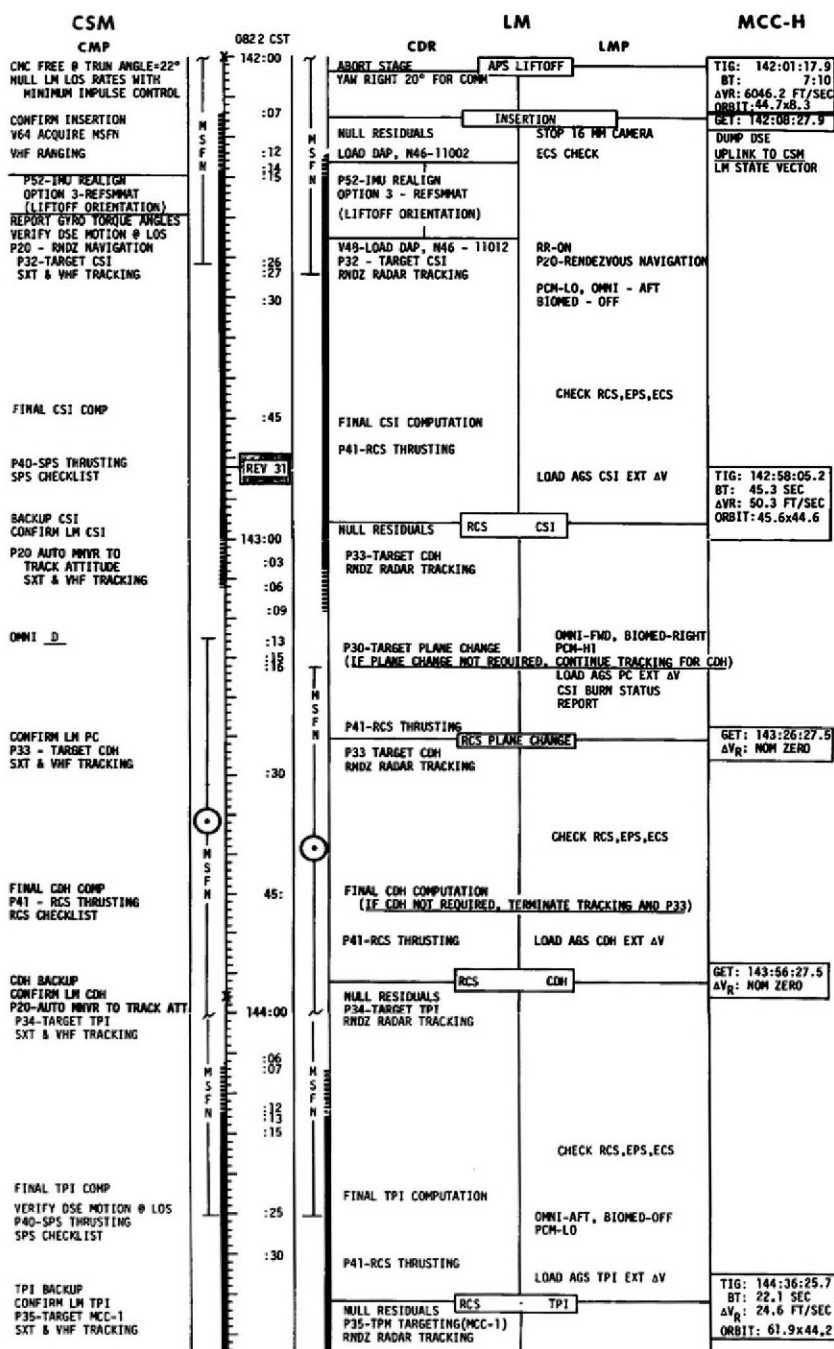 CSM
LM
MCC-H
CMP
0822 CST
CDR
LMP
142:00
CMC FREE @ TRUN ANGLE=22°
NULL LM LOS RATES WITH
MINIMUM IMPULSE CONTROL
ABORT STAGE
APS LIFTOFF
YAW RIGHT 20° FOR COMM
TIG: 142:01:17.9
BT: 7:10
ΔVR: 6046.2 FT/SEC
ORBIT: 44.7x8.3
:07
CONFIRM INSERTION
V64 ACQUIRE MSFN
VHF RANGING
MSFN
MSFN
INSERTION
NULL RESIDUALS
STOP 16 MM CAMERA
GET: 142:08:27.9
DUMP DSE
UPLINK TO CSM
LM STATE VECTOR
:12
:14
:15
LOAD DAP, N46-11002
ECS CHECK
P52-IMU REALIGN
OPTION 3-REFSMMAT
(LIFTOFF ORIENTATION)
P52-IMU REALIGN
OPTION 3 - REFSMMAT
(LIFTOFF ORIENTATION)
REPORT GYRO TORQUE ANGLES
VERIFY DSE MOTION @ LOS
P20 - RNDZ NAVIGATION
P32-TARGET CSI
SXT & VHF TRACKING
:26
:27
:30
V48-LOAD DAP, N46 - 11012
P32 - TARGET CSI
RNDZ RADAR TRACKING
RR-ON
P20-RENDEZVOUS NAVIGATION
PCM-LO, OMNI - AFT
BIOMED - OFF
CHECK RCS,EPS,ECS
FINAL CSI COMP
:45
FINAL CSI COMPUTATION
P41-RCS THRUSTING
P40-SPS THRUSTING
SPS CHECKLIST
REV 31
LOAD AGS CSI EXT ΔV
TIG: 142:58:05.2
BT: 45.3 SEC
ΔVR: 50.3 FT/SEC
ORBIT: 45.6x44.6
BACKUP CSI
CONFIRM LM CSI
143:00
NULL RESIDUALS
RCS CSI
P20 AUTO MNVR TO
TRACK ATTITUDE
SXT & VHF TRACKING
:03
:06
:09
P33-TARGET CDH
RNDZ RADAR TRACKING
OMNI D
:13
:15
:16
P30-TARGET PLANE CHANGE
OMNI-FWD, BIOMED-RIGHT
PCM-HI
(IF PLANE CHANGE NOT REQUIRED, CONTINUE TRACKING FOR CDH)
LOAD AGS PC EXT ΔV
CSI BURN STATUS
REPORT
MSFN
P41-RCS THRUSTING
RCS PLANE CHANGE
CONFIRM LM PC
P33 - TARGET CDH
SXT & VHF TRACKING
:30
P33 TARGET CDH
RNDZ RADAR TRACKING
GET: 143:26:27.5
ΔVR: NOM ZERO
CHECK RCS,EPS,ECS
MSFN
FINAL CDH COMP
P41 - RCS THRUSTING
RCS CHECKLIST
45:
FINAL CDH COMPUTATION
(IF CDH NOT REQUIRED, TERMINATE TRACKING AND P33)
P41-RCS THRUSTING
LOAD AGS CDH EXT ΔV
CDH BACKUP
CONFIRM LM CDH
P20-AUTO MNVR TO TRACK ATT
P34-TARGET TPI
SXT & VHF TRACKING
144:00
RCS CDH
NULL RESIDUALS
P34-TARGET TPI
RNDZ RADAR TRACKING
GET: 143:56:27.5
ΔVR: NOM ZERO
:06
:07
:12
:13
:15
MSFN
MSFN
CHECK RCS,EPS,ECS
FINAL TPI COMP
VERIFY DSE MOTION @ LOS
P40-SPS THRUSTING
SPS CHECKLIST
:25
:30
FINAL TPI COMPUTATION
OMNI-AFT, BIOMED-OFF
PCM-LO
P41-RCS THRUSTING
LOAD AGS TPI EXT ΔV
TPI BACKUP
CONFIRM LM TPI
P35-TARGET MCC-1
SXT & VHF TRACKING
RCS - TPI
NULL RESIDUALS
P35-TPM TARGETING(MCC-1)
RNDZ RADAR TRACKING
TIG: 144:36:25.7
BT: 22.1 SEC
ΔVR: 24.6 FT/SEC
ORBIT: 61.9x44.2